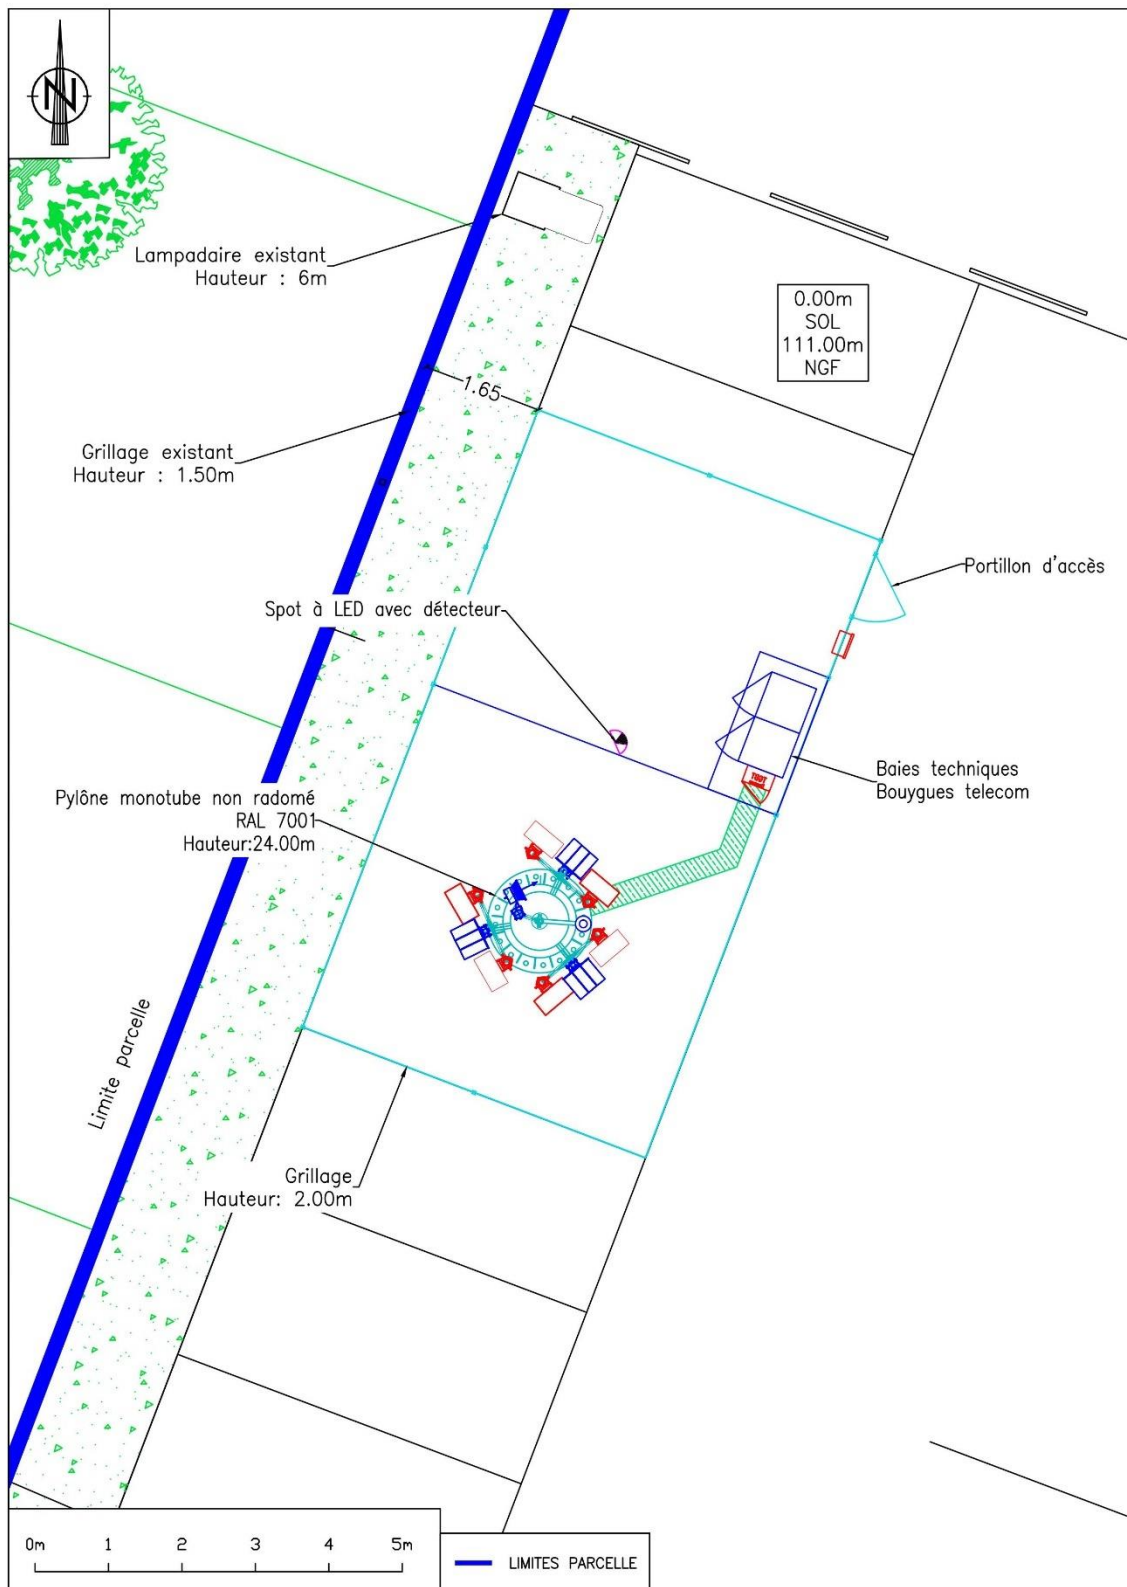 N
Lampadaire existant
Hauteur : 6m
0.00m
SOL
111.00m
NGF
1.65
Grillage existant
Hauteur : 1.50m
Portillon d'accès
Spot à LED avec détecteur
Baies techniques
Bouygues telecom
Pylône monotube non radomé
RAL 7001
Hauteur:24.00m
Limite parcelle
Grillage
Hauteur: 2.00m
0m 1 2 3 4 5m
LIMITES PARCELLE